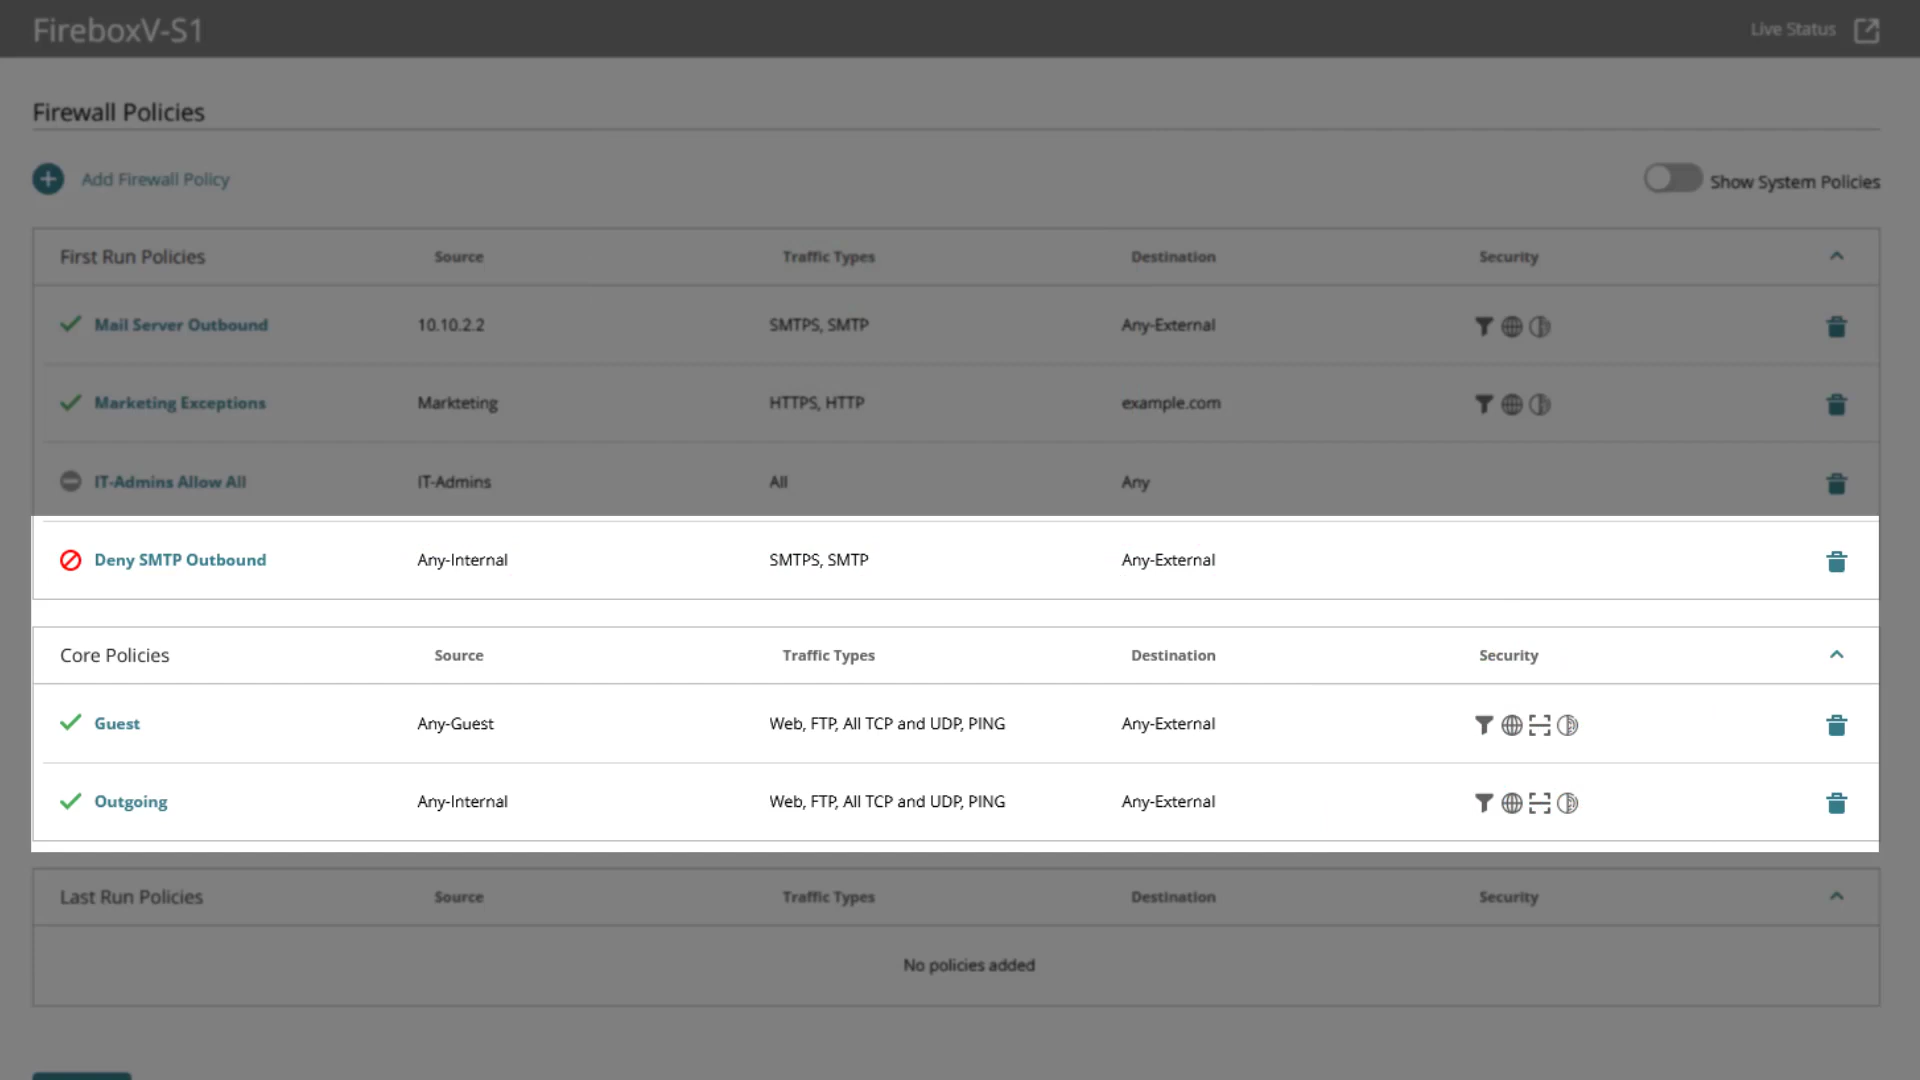 FireboxV-S1
Live Status
Firewall Policies
Add Firewall Policy
Show System Policies
First Run Policies Source Traffic Types Destination Security
Mail Server Outbound 10.10.2.2 SMTPS, SMTP Any-External
Marketing Exceptions Markteting HTTPS, HTTP example.com
IT-Admins Allow All IT-Admins All Any
Deny SMTP Outbound Any-Internal SMTPS, SMTP Any-External
Core Policies Source Traffic Types Destination Security
Guest Any-Guest Web, FTP, All TCP and UDP, PING Any-External
Outgoing Any-Internal Web, FTP, All TCP and UDP, PING Any-External
Last Run Policies Source Traffic Types Destination Security
No policies added